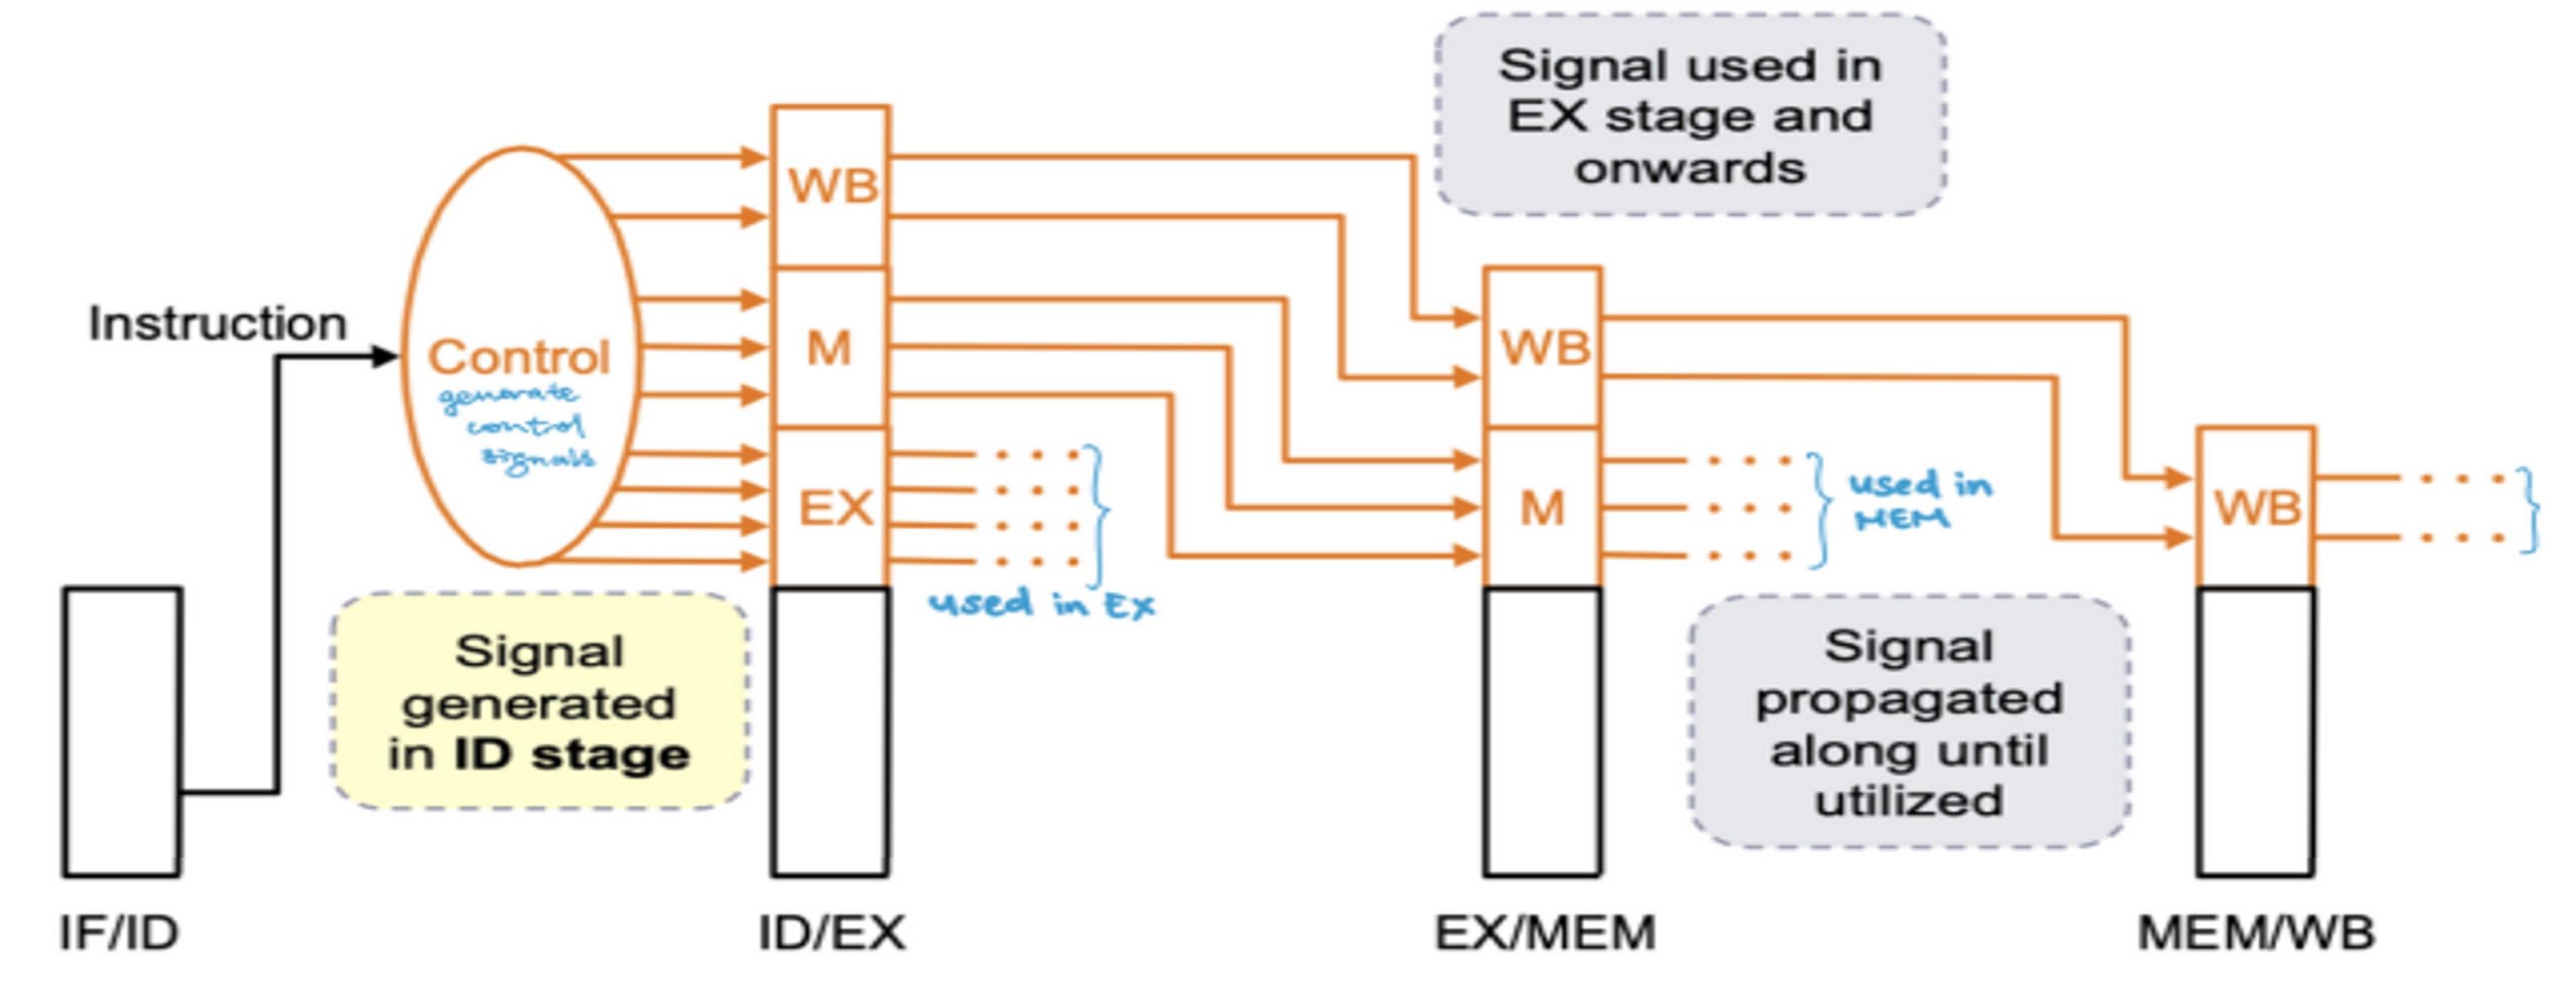 Signal used in
EX stage and
onwards
WB
Instruction
Control
generate
control
signals
M
EX
used in Ex
Signal
generated
in ID stage
WB
M
used in
MEM
Signal
propagated
along until
utilized
WB
IF/ID
ID/EX
EX/MEM
MEM/WB